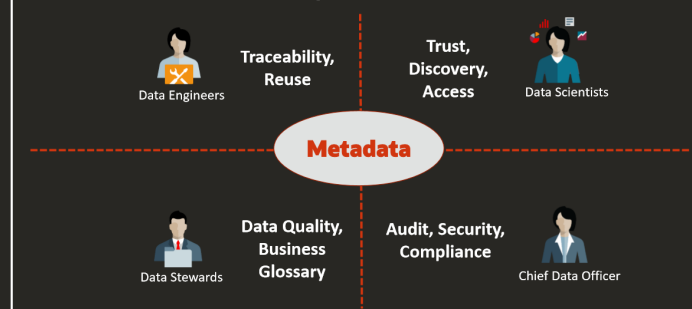 Traceability,
Reuse
Data Engineers
Trust,
Discovery,
Access
Data Scientists
Metadata
Data Quality,
Business
Glossary
Data Stewards
Audit, Security,
Compliance
Chief Data Officer